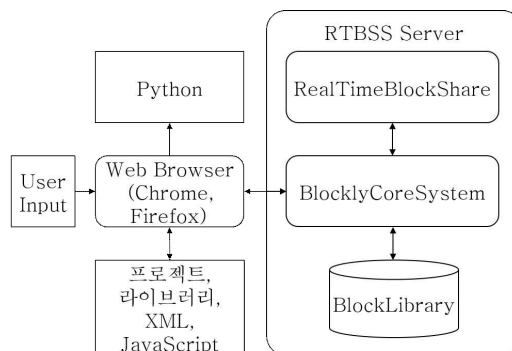 RTBSS Server
Python
RealTimeBlockShare
User
Input
Web Browser
(Chrome,
Firefox)
BlocklyCoreSystem
프로젝트,
라이브러리,
XML,
JavaScript
BlockLibrary